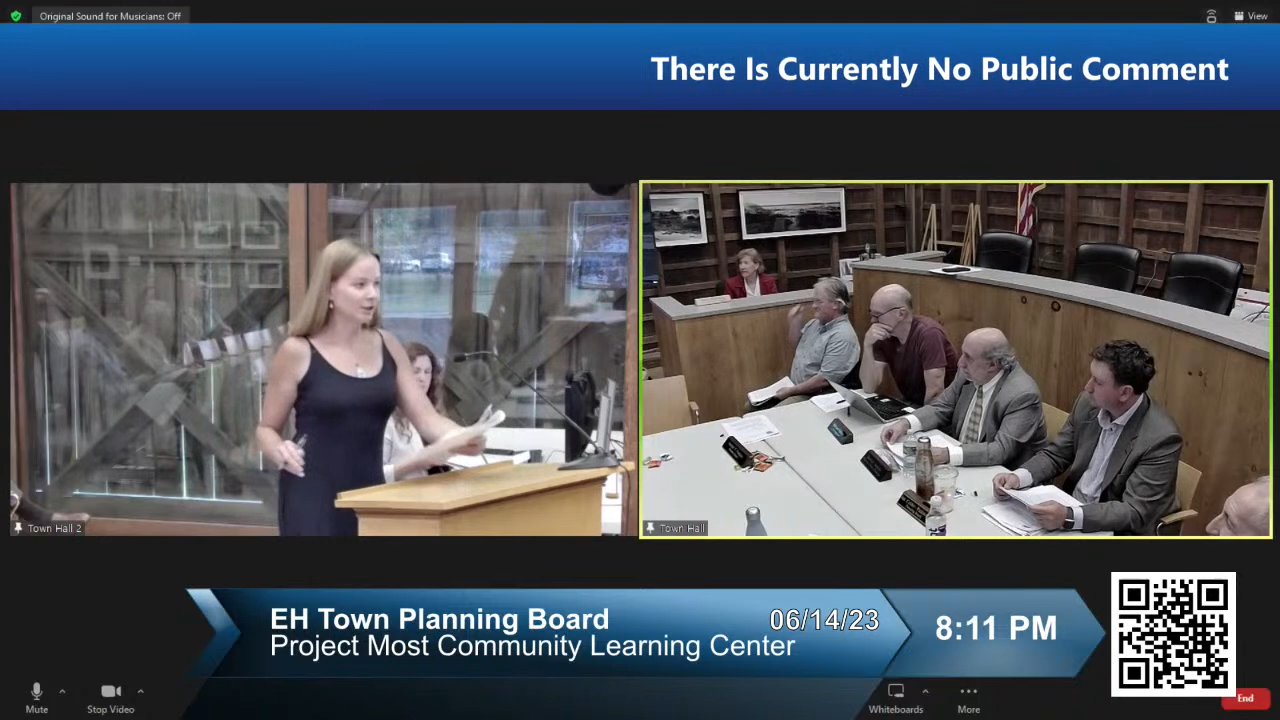 Original Sound for Musicians: Off
View
There Is Currently No Public Comment
Town Hall 2
Town Hall
EH Town Planning Board
06/14/23
8:11 PM
Project Most Community Learning Center
Mute
Stop Video
Whiteboards
More
End